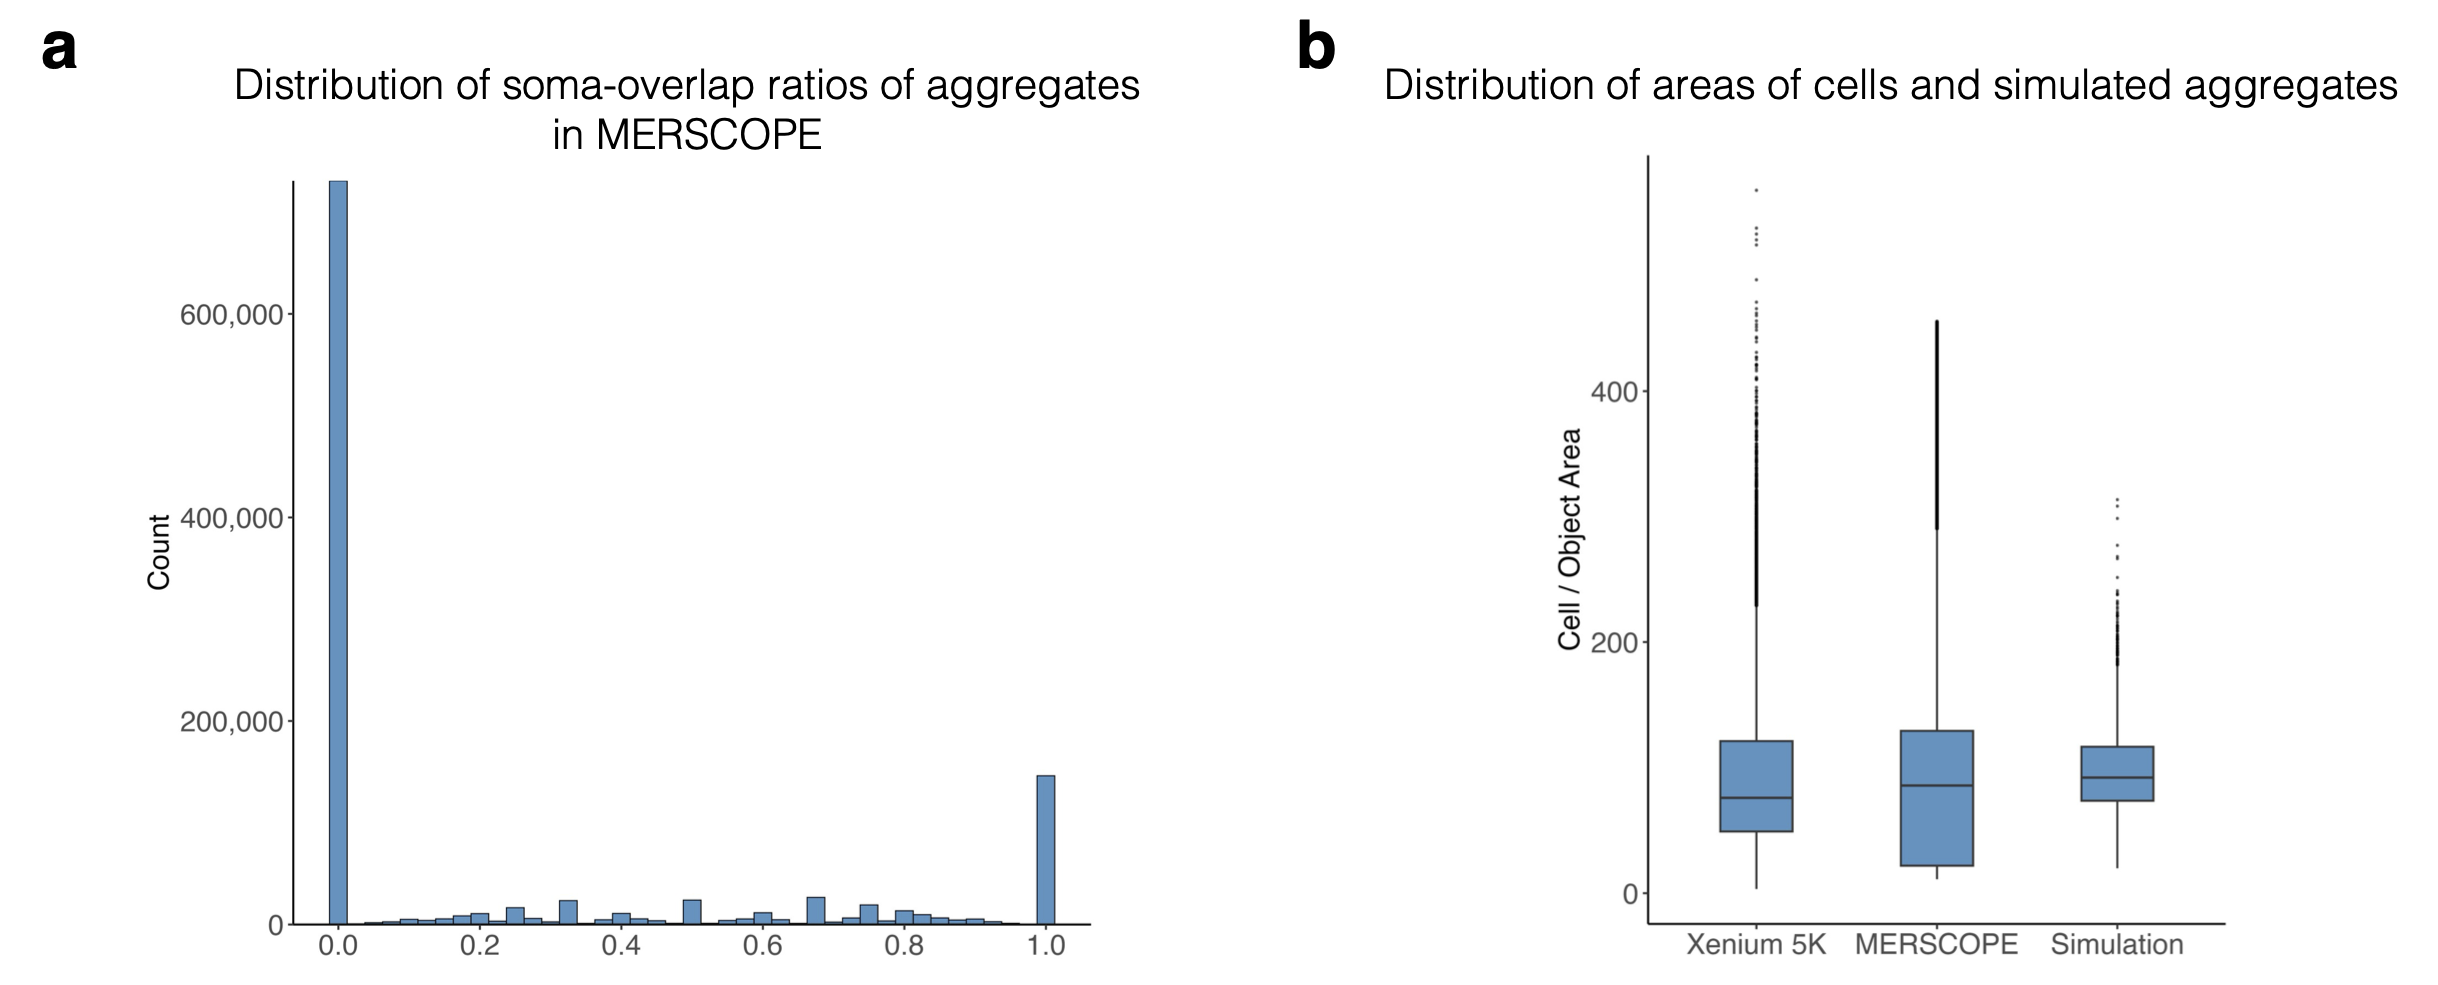 a
Distribution of soma-overlap ratios of aggregates
in MERSCOPE
Count
600,000
400,000
200,000
0
0.0 0.2 0.4 0.6 0.8 1.0
b
Distribution of areas of cells and simulated aggregates
Cell / Object Area
400
200
0
Xenium 5K MERSCOPE Simulation